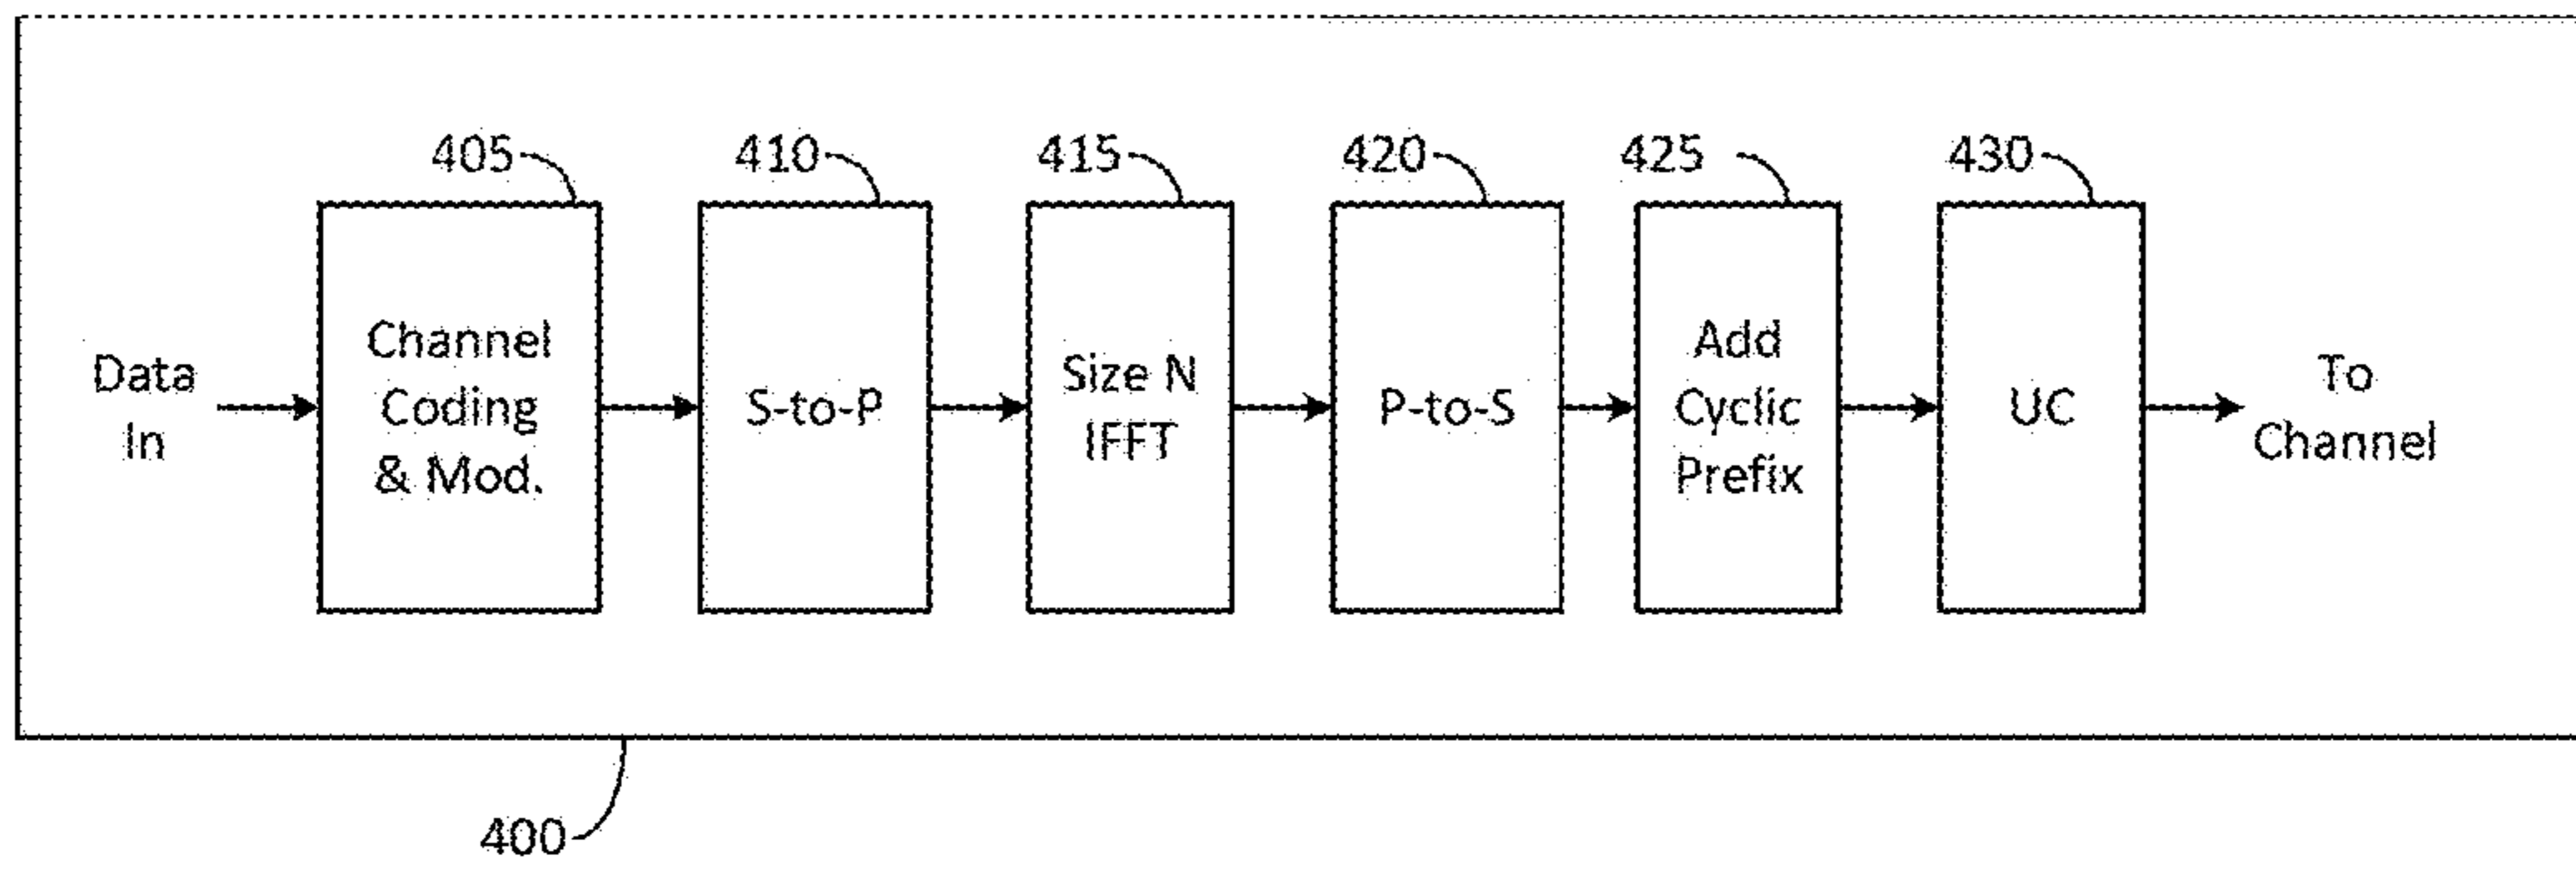 405
410
415
420
425
430
Data
In
Channel
Coding
& Mod.
S-to-P
Size N
IFFT
P-to-S
Add
Cyclic
Prefix
UC
To
Channel
400